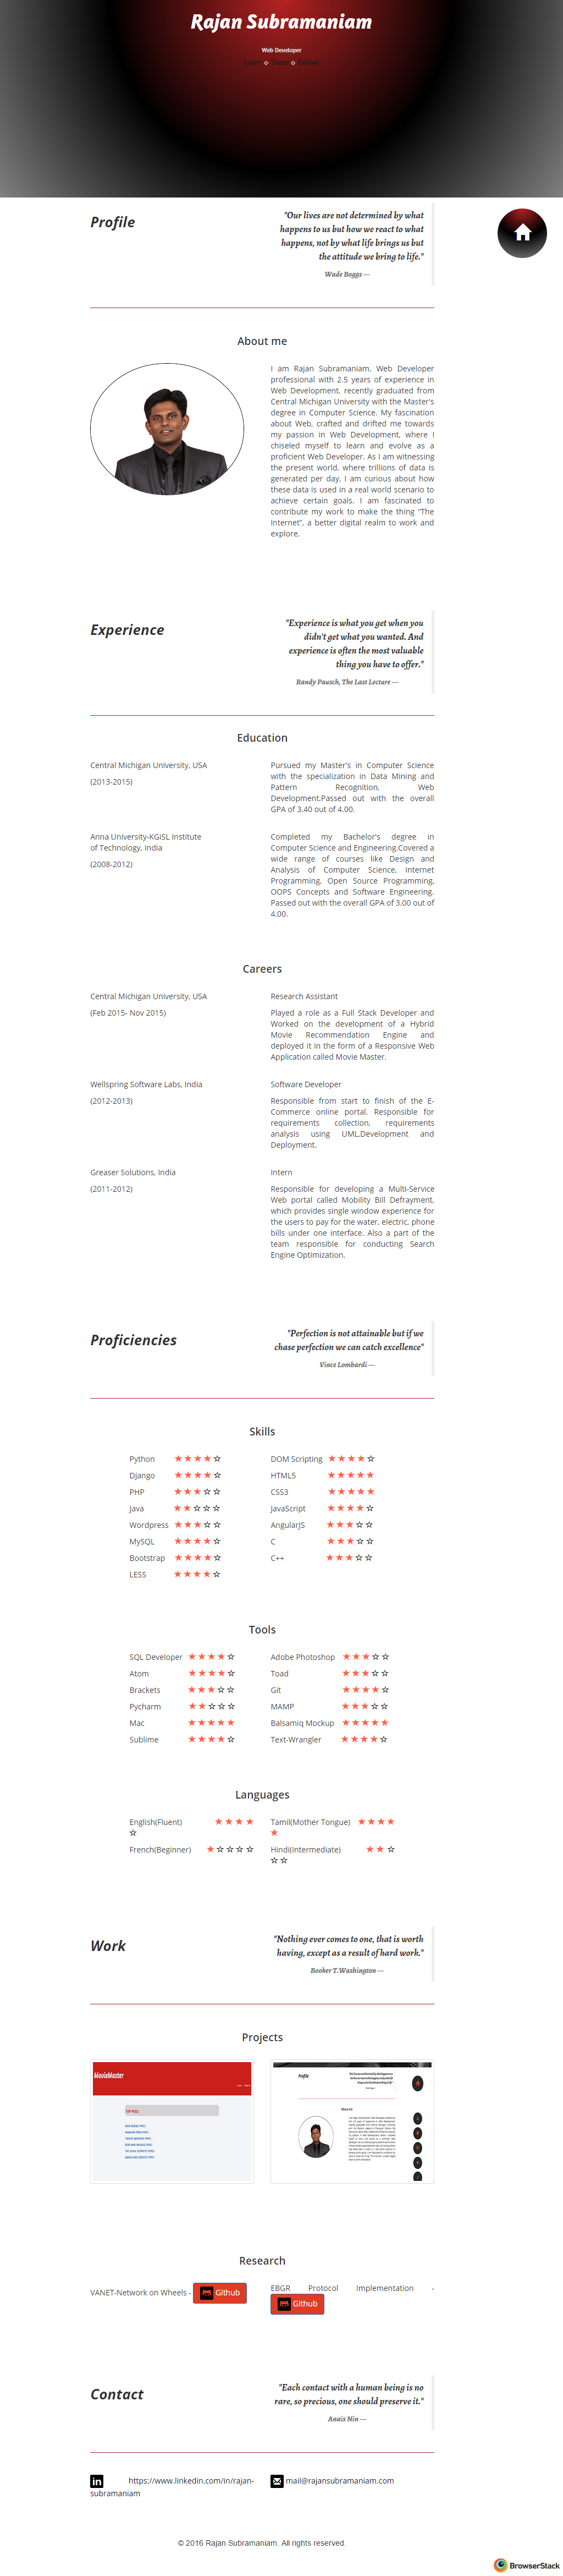 Rajan Subramaniam
Web Developer
Profile
"Our lives are not determined by what
happens to us but how we react to what
happens, not by what life brings us but
the attitude we bring to life."
Wade Boggs —
About me
I am Rajan Subramaniam, Web Developer
professional with 2.5 years of experience in
Web Development, recently graduated from
Central Michigan University with the Master's
degree in Computer Science. My fascination
about Web, crafted and drifted me towards
my passion in Web Development, where I
chiseled myself to learn and evolve as a
proficient Web Developer. As I am witnessing
the present world, where trillions of data is
generated per day, I am curious about how
these data is used in a real world scenario to
achieve certain goals. I am fascinated to
contribute my work to make the thing "The
Internet", a better digital realm to work and
explore.
Experience
"Experience is what you get when you
didn't get what you wanted. And
experience is often the most valuable
thing you have to offer."
Randy Pausch, The Last Lecture —
Education
Central Michigan University, USA
(2013-2015)
Pursued my Master's in Computer Science
with the specialization in Data Mining and
Pattern Recognition, Web
Development.Passed out with the overall
GPA of 3.40 out of 4.00.
Anna University-KGiSL Institute
of Technology, India
(2008-2012)
Completed my Bachelor's degree in
Computer Science and Engineering.Covered a
wide range of courses like Design and
Analysis of Computer Science, Internet
Programming, Open Source Programming,
OOPS Concepts and Software Engineering.
Passed out with the overall GPA of 3.00 out of
4.00.
Careers
Central Michigan University, USA
(Feb 2015- Nov 2015)
Research Assistant
Played a role as a Full Stack Developer and
Worked on the development of a Hybrid
Movie Recommendation Engine and
deployed it in the form of a Responsive Web
Application called Movie Master.
Wellspring Software Labs, India
(2012-2013)
Software Developer
Responsible from start to finish of the E-
Commerce online portal. Responsible for
requirements collection, requirements
analysis using UML,Development and
Deployment.
Greaser Solutions, India
(2011-2012)
Intern
Responsible for developing a Multi-Service
Web portal called Mobility Bill Defrayment,
which provides single window experience for
the users to pay for the water, electric, phone
bills under one interface. Also a part of the
team responsible for conducting Search
Engine Optimization.
Proficiencies
"Perfection is not attainable but if we
chase perfection we can catch excellence"
Vince Lombardi —
Skills
Python
Django
PHP
Java
Wordpress
MySQL
Bootstrap
LESS
DOM Scripting
HTML5
CSS3
JavaScript
AngularJS
C
C++
Tools
SQL Developer
Atom
Brackets
Pycharm
Mac
Sublime
Adobe Photoshop
Toad
Git
MAMP
Balsamiq Mockup
Text-Wrangler
Languages
English(Fluent)
French(Beginner)
Tamil(Mother Tongue)
Hindi(Intermediate)
Work
"Nothing ever comes to one, that is worth
having, except as a result of hard work."
Booker T.Washington —
Projects
MovieMaster
Profile
Research
VANET-Network on Wheels - Github
EBGR Protocol Implementation -
Github
Contact
"Each contact with a human being is no
rare, so precious, one should preserve it."
Anais Nin —
https://www.linkedin.com/in/rajan-
subramaniam
mail@rajansubramaniam.com
© 2016 Rajan Subramaniam. All rights reserved.
BrowserStack